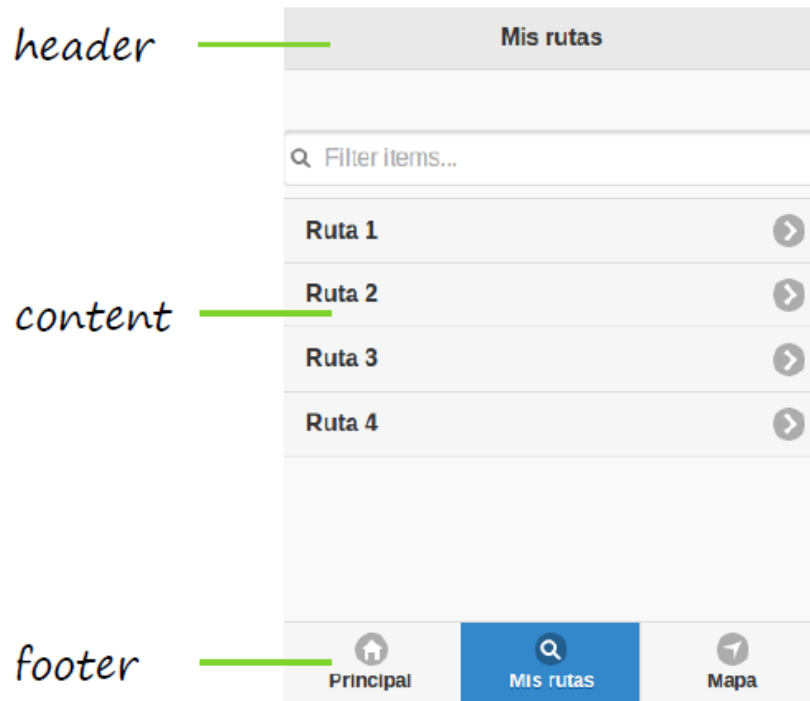 header
Mis rutas
Filter items...
Ruta 1
Ruta 2
content
Ruta 3
Ruta 4
footer
Principal
Mis rutas
Mapa